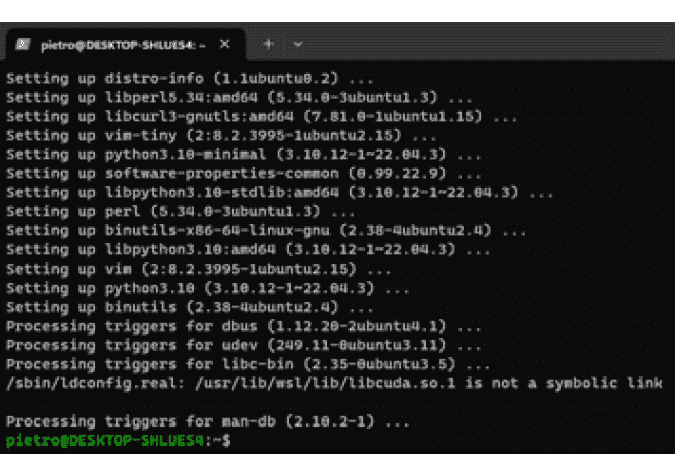 pietro@DESKTOP-SHLUES4: ~
Setting up distro-info (1.1ubuntu0.2) ...
Setting up libperl5.34:amd64 (5.34.0-3ubuntu1.3) ...
Setting up libcurl3-gnutls:amd64 (7.81.0-1ubuntu1.15) ...
Setting up vim-tiny (2:8.2.3995-1ubuntu2.15) ...
Setting up python3.10-minimal (3.10.12-1~22.04.3) ...
Setting up software-properties-common (0.99.22.9) ...
Setting up libpython3.10-stdlib:amd64 (3.10.12-1~22.04.3) ...
Setting up perl (5.34.0-3ubuntu1.3) ...
Setting up binutils-x86-64-linux-gnu (2.38-4ubuntu2.4) ...
Setting up libpython3.10:amd64 (3.10.12-1~22.04.3) ...
Setting up vim (2:8.2.3995-1ubuntu2.15) ...
Setting up python3.10 (3.10.12-1~22.04.3) ...
Setting up binutils (2.38-4ubuntu2.4) ...
Processing triggers for dbus (1.12.20-2ubuntu4.1) ...
Processing triggers for udev (249.11-0ubuntu3.11) ...
Processing triggers for libc-bin (2.35-0ubuntu3.5) ...
/sbin/ldconfig.real: /usr/lib/wsl/lib/libcuda.so.1 is not a symbolic link
Processing triggers for man-db (2.10.2-1) ...
pietro@DESKTOP-SHLUES4:~$